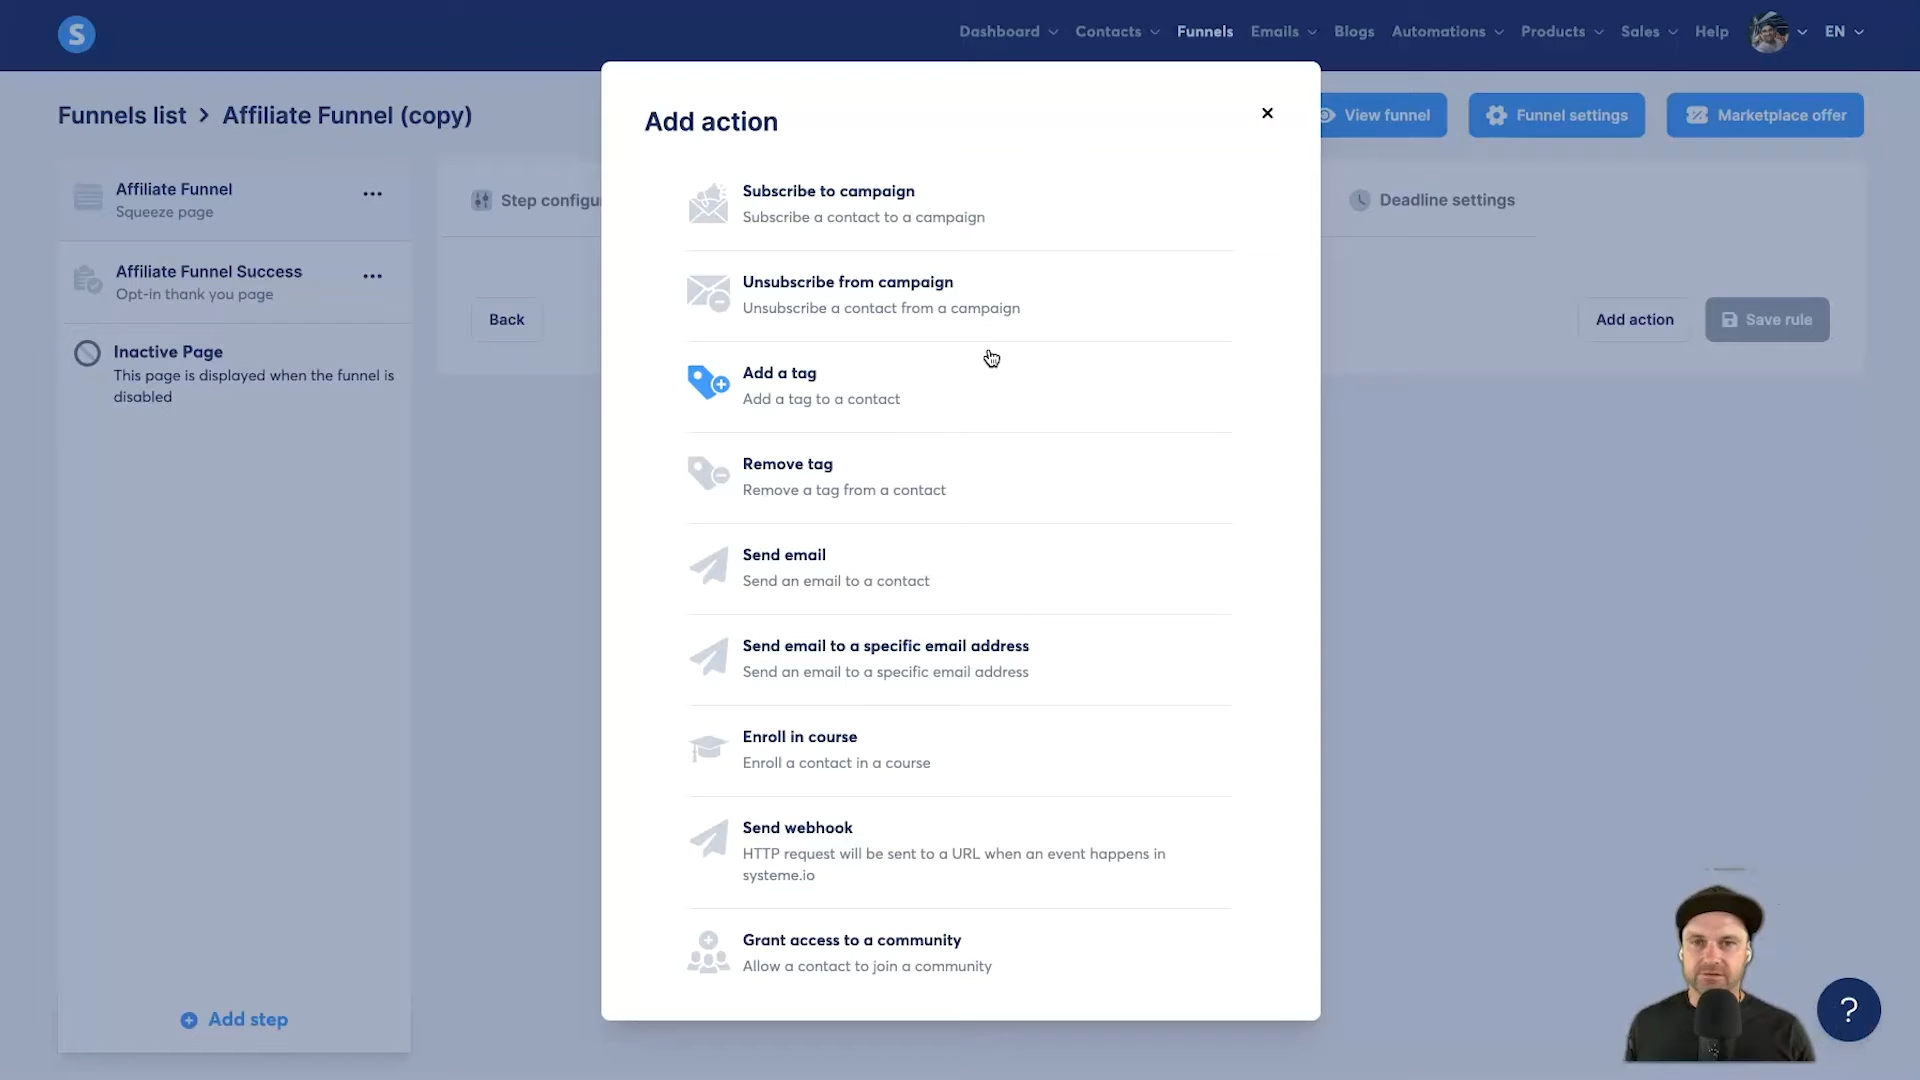 S
Dashboard
Contacts
Funnels
Emails
Blogs
Automations
Products
Sales
Help
EN
Funnels list > Affiliate Funnel (copy)
View funnel
Funnel settings
Marketplace offer
Affiliate Funnel
Squeeze page
Affiliate Funnel Success
Opt-in thank you page
Inactive Page
This page is displayed when the funnel is
disabled
Add step
Step configu
Deadline settings
Back
Add action
Save rule
Add action
Subscribe to campaign
Subscribe a contact to a campaign
Unsubscribe from campaign
Unsubscribe a contact from a campaign
Add a tag
Add a tag to a contact
Remove tag
Remove a tag from a contact
Send email
Send an email to a contact
Send email to a specific email address
Send an email to a specific email address
Enroll in course
Enroll a contact in a course
Send webhook
HTTP request will be sent to a URL when an event happens in
systeme.io
Grant access to a community
Allow a contact to join a community
?